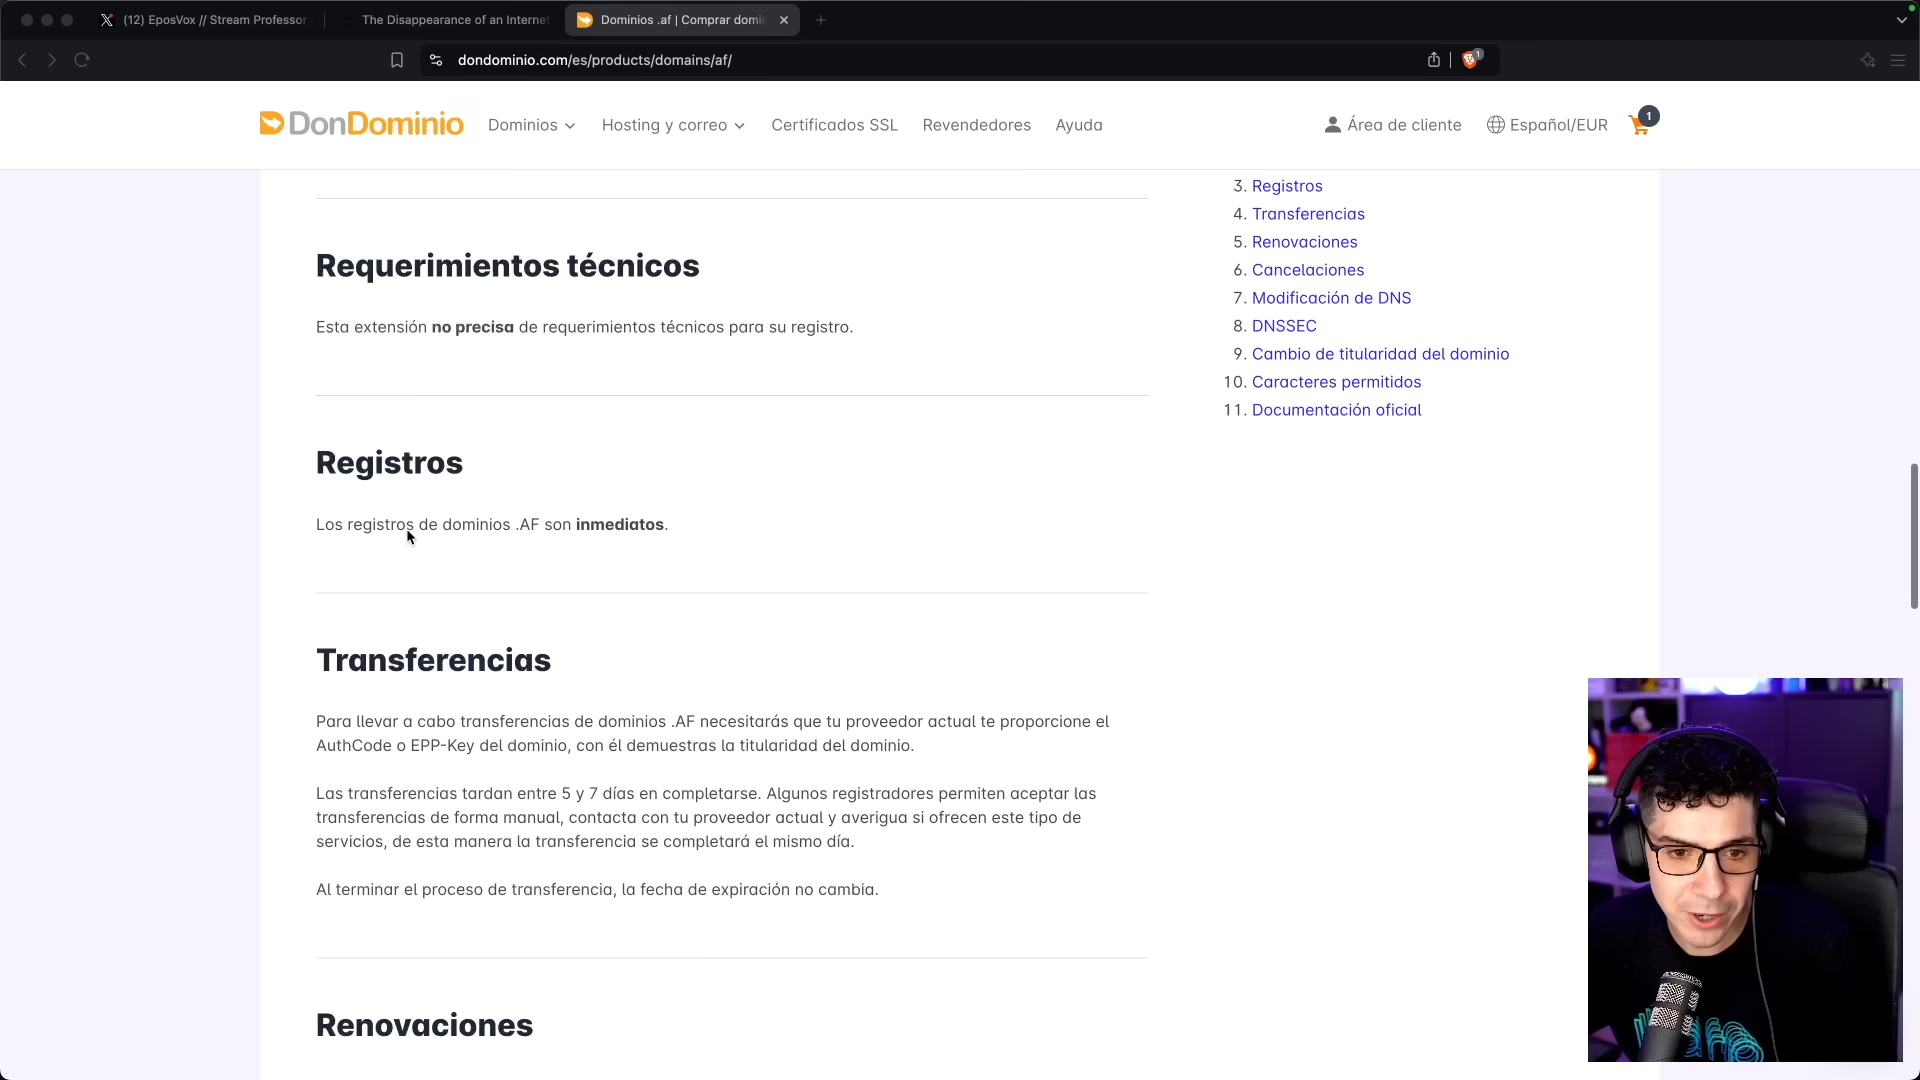 (12) EposVox // Stream Professor
The Disappearance of an Internet
Dominios .af | Comprar domi
dondominio.com/es/products/domains/af/
1
DonDominio
Dominios
Hosting y correo
Certificados SSL
Revendedores
Ayuda
Área de cliente
Español/EUR
1
3. Registros
4. Transferencias
5. Renovaciones
6. Cancelaciones
7. Modificación de DNS
8. DNSSEC
9. Cambio de titularidad del dominio
10. Caracteres permitidos
11. Documentación oficial
Requerimientos técnicos
Esta extensión no precisa de requerimientos técnicos para su registro.
Registros
Los registros de dominios .AF son inmediatos.
Transferencias
Para llevar a cabo transferencias de dominios .AF necesitarás que tu proveedor actual te proporcione el
AuthCode o EPP-Key del dominio, con él demuestras la titularidad del dominio.
Las transferencias tardan entre 5 y 7 días en completarse. Algunos registradores permiten aceptar las
transferencias de forma manual, contacta con tu proveedor actual y averigua si ofrecen este tipo de
servicios, de esta manera la transferencia se completará el mismo día.
Al terminar el proceso de transferencia, la fecha de expiración no cambia.
Renovaciones